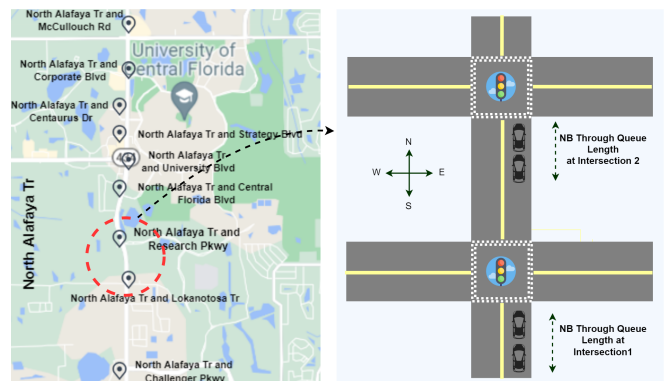 North Alafaya Tr and
McCullouch Rd
University of
Central Florida
North Alafaya Tr and
Corporate Blvd
North Alafaya Tr and
Centaurus Dr
North Alafaya Tr and Strategy Blvd
North Alafaya Tr
and University Blvd
North Alafaya Tr and Central
Florida Blvd
North Alafaya Tr
North Alafaya Tr and
Research Pkwy
North Alafaya Tr and Lokanotosa Tr
North Alafaya Tr and
Challenger Pkwy
NB Through Queue
Length
at Intersection 2
N
W
E
S
NB Through Queue
Length at
Intersection1